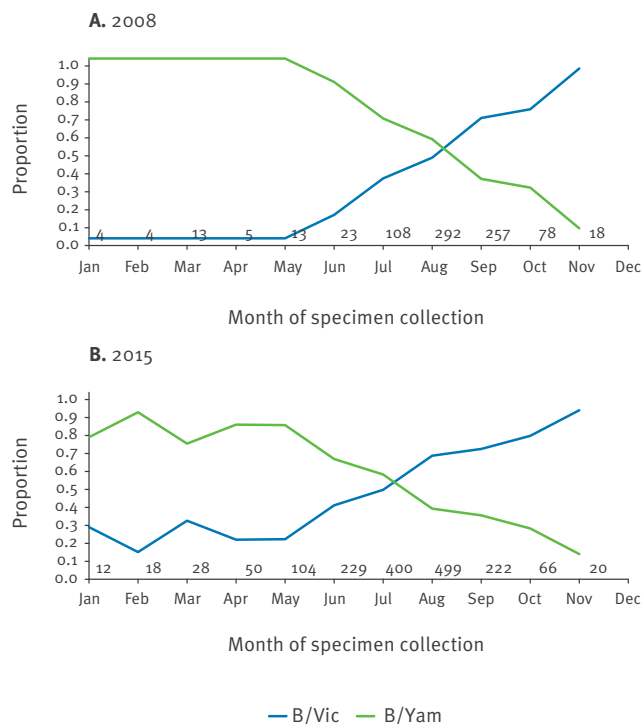 A. 2008
1.0
0.9
0.8
0.7
0.6
0.5
0.4
0.3
0.2
0.1
0.0
Proportion
4 4 13 5 13 23 108 292 257 78 18
Jan Feb Mar Apr May Jun Jul Aug Sep Oct Nov Dec
Month of specimen collection
B. 2015
1.0
0.9
0.8
0.7
0.6
0.5
0.4
0.3
0.2
0.1
0.0
Proportion
12 18 28 50 104 229 400 499 222 66 20
Jan Feb Mar Apr May Jun Jul Aug Sep Oct Nov Dec
Month of specimen collection
B/Vic B/Yam